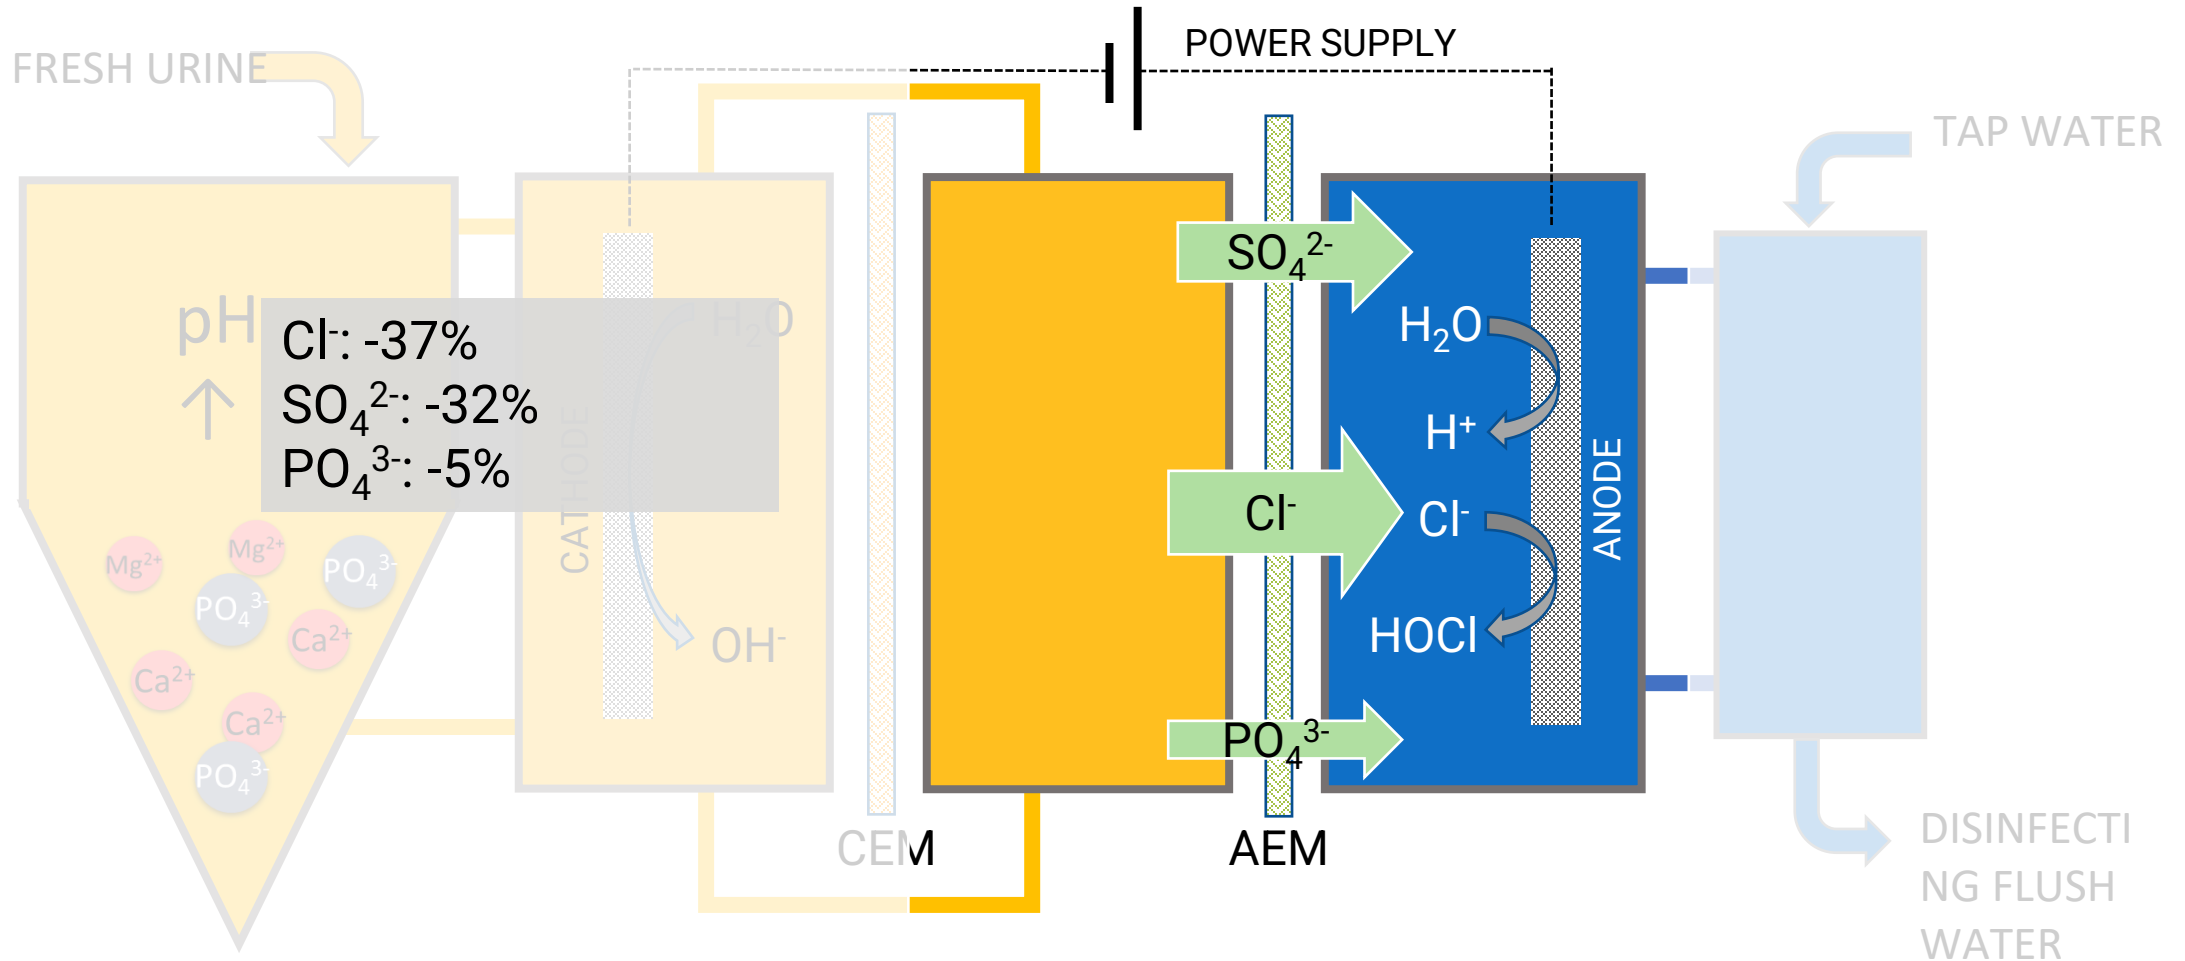 POWER SUPPLY
FRESH URINE
TAP WATER
SO₄²⁻
pH
H₂O
Cl⁻: -37%
SO₄²⁻: -32%
PO₄³⁻: -5%
H₂O
H⁺
CATHODE
ANODE
Cl⁻
Cl⁻
Mg²⁺
Mg²⁺
PO₄³⁻
PO₄³⁻
Ca²⁺
OH⁻
HOCl
Ca²⁺
Ca²⁺
PO₄³⁻
PO₄³⁻
CEM
AEM
DISINFECTI
NG FLUSH
WATER